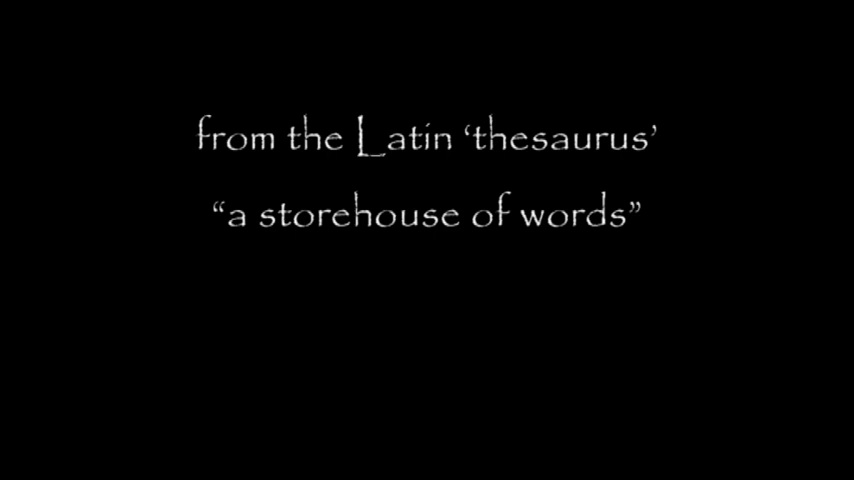 from the Latin ‘thesaurus’
“a storehouse of words”